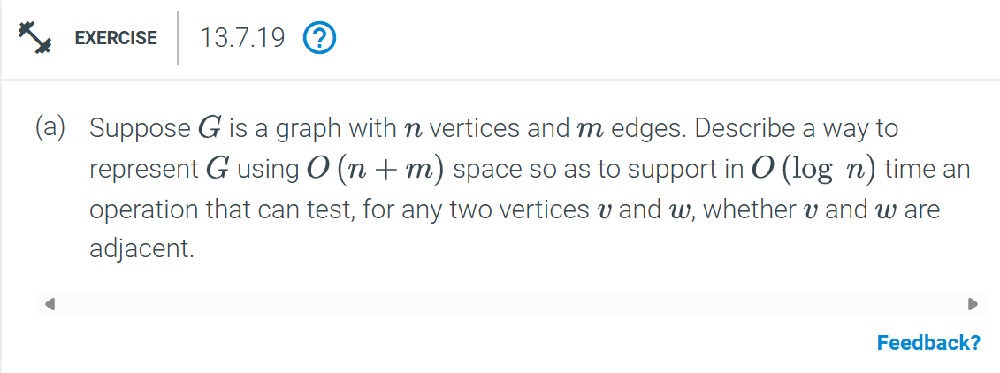 EXERCISE 13.7.19 ?
(a) Suppose G is a graph with n vertices and m edges. Describe a way to
represent G using O (n + m) space so as to support in O (log n) time an
operation that can test, for any two vertices v and w, whether v and w are
adjacent.
Feedback?